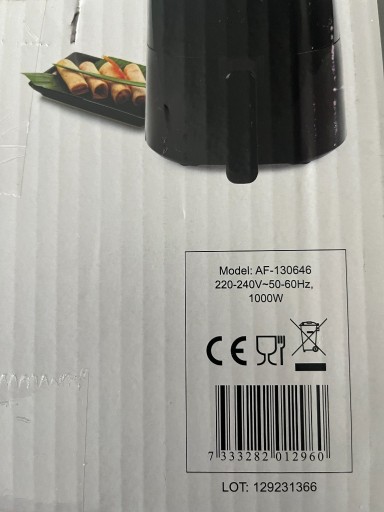 Model: AF-130646
220-240V~50-60Hz,
1000W
CE
7 333282 012960
LOT: 129231366